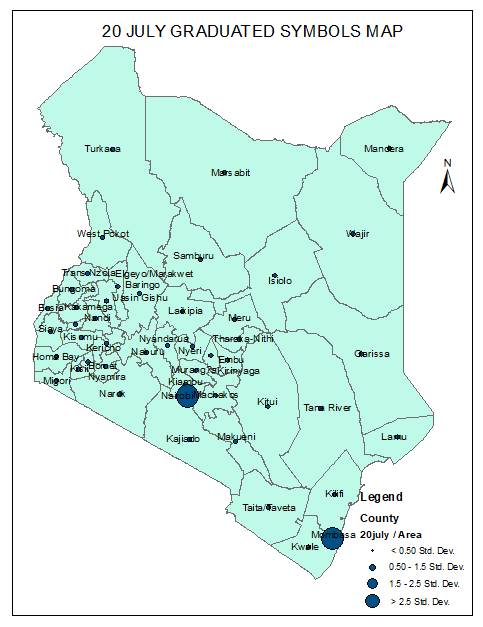 20 JULY GRADUATED SYMBOLS MAP
N
Turkana
Mandera
Marsabit
West Pokot
Wajir
Samburu
Trans Nzoia
Elgeyo/Marakwet
Isiolo
Baringo
Bungoma
Uasin Gishu
Busia
Kakamega
Laikipia
Nandi
Meru
Siaya
Kisumu
Nyandarua
Tharaka-Nithi
Kericho
Nakuru
Nyeri
Garissa
Home Bay
Embu
Bomet
Kisii
Murang'a
Kirinyaga
Nyamira
Migori
Kiambu
Narok
Nairobi
Machakos
Kitui
Tana River
Kajiado
Makueni
Lamu
Kilifi
Taita/Taveta
Mombasa
Kwale
Legend
County
20july / Area
< 0.50 Std. Dev.
0.50 - 1.5 Std. Dev.
1.5 - 2.5 Std. Dev.
> 2.5 Std. Dev.